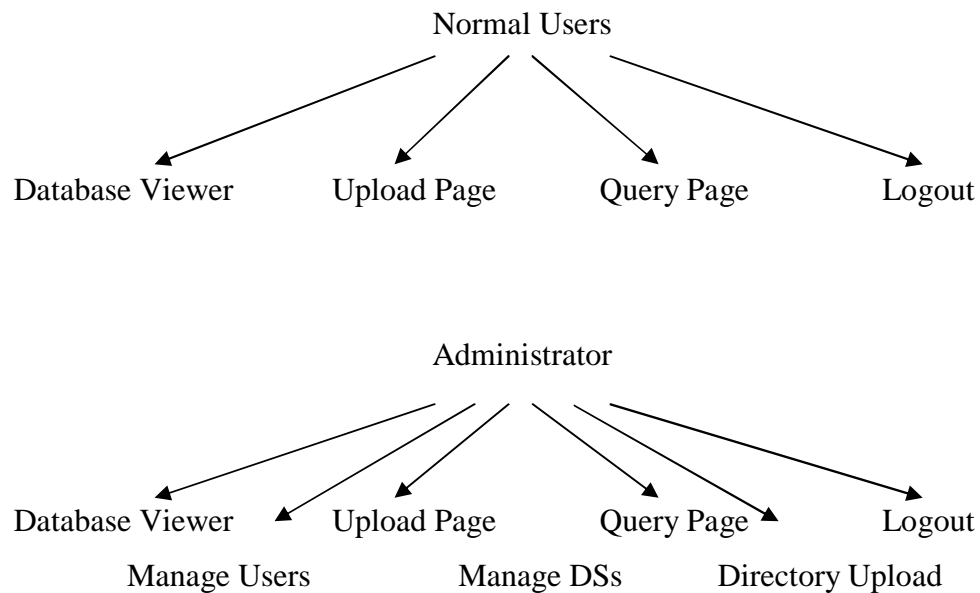 Normal Users
Database Viewer Upload Page Query Page Logout
Administrator
Database Viewer Upload Page Query Page Logout
Manage Users Manage DSs Directory Upload